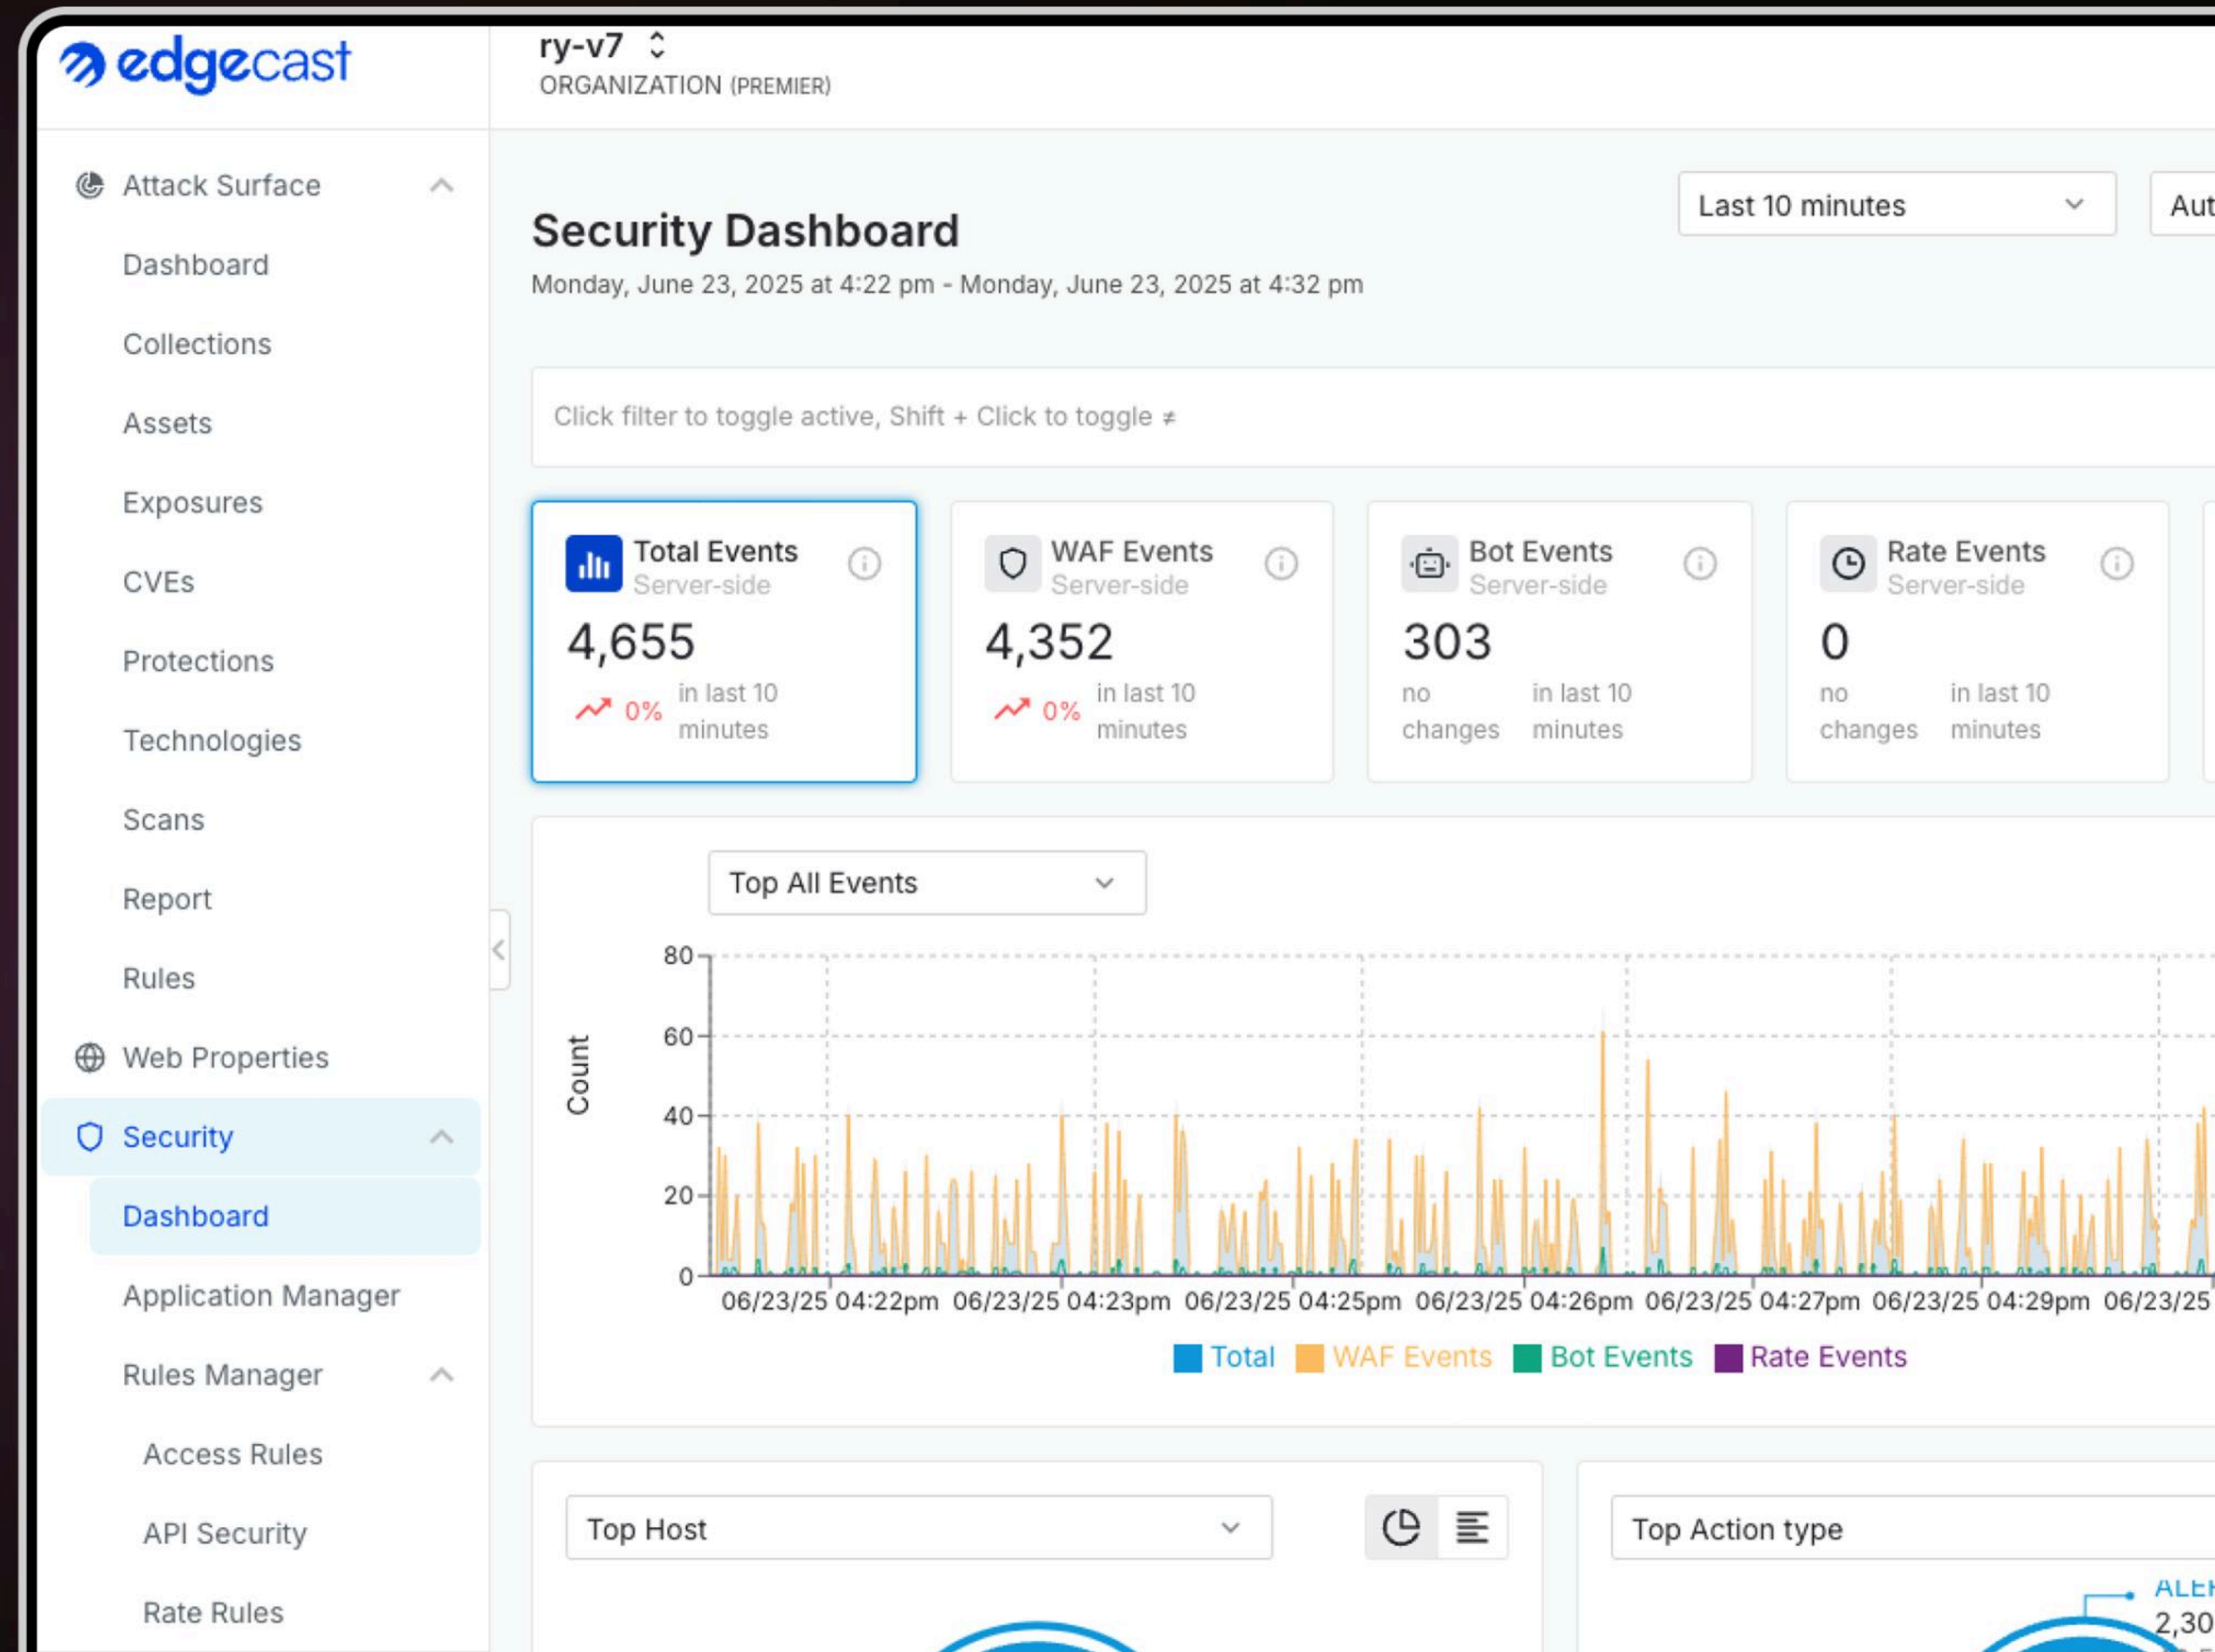 edgecast
ry-v7
ORGANIZATION (PREMIER)
Attack Surface
Dashboard
Collections
Assets
Exposures
CVEs
Protections
Technologies
Scans
Report
Rules
Web Properties
Security
Dashboard
Application Manager
Rules Manager
Access Rules
API Security
Rate Rules
Last 10 minutes
Aut
Security Dashboard
Monday, June 23, 2025 at 4:22 pm - Monday, June 23, 2025 at 4:32 pm
Click filter to toggle active, Shift + Click to toggle ≠
Total Events
Server-side
4,655
0%
in last 10
minutes
WAF Events
Server-side
4,352
0%
in last 10
minutes
Bot Events
Server-side
303
no
changes
in last 10
minutes
Rate Events
Server-side
0
no
changes
in last 10
minutes
Top All Events
Count
80
60
40
20
0
06/23/25 04:22pm 06/23/25 04:23pm 06/23/25 04:25pm 06/23/25 04:26pm 06/23/25 04:27pm 06/23/25 04:29pm 06/23/25
Total WAF Events Bot Events Rate Events
Top Host
Top Action type
2,30